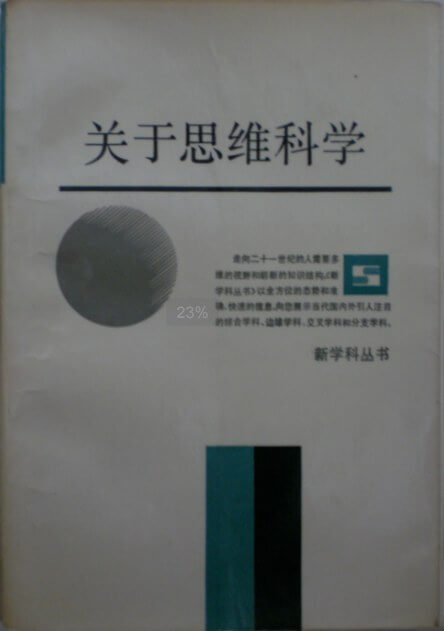 关于思维科学
走向二十一世纪的人需要多
维的视野和崭新的知识结构。《新
学科丛书》以全方位的态势和准
确、快速的信息,向您展示当代国内外引人注目
的综合学科、边缘学科、交叉学科和分支学科。
23%
新学科丛书